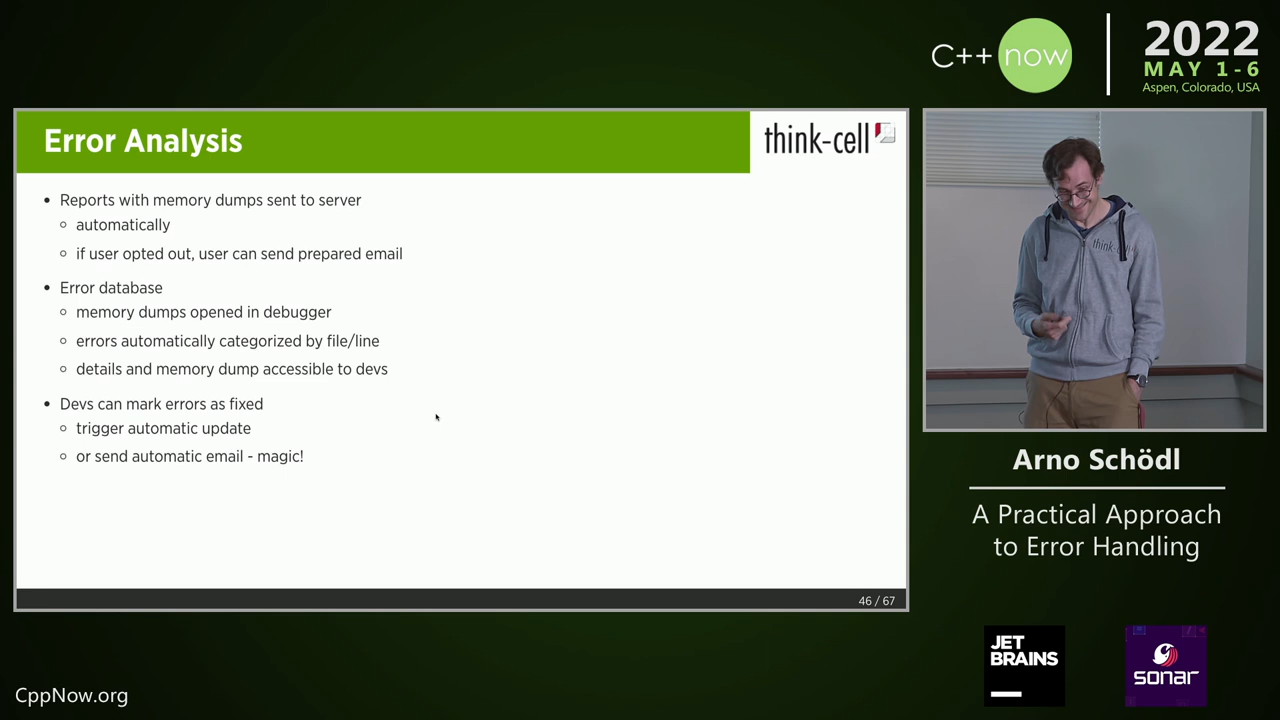 C++ now
2022
MAY 1-6
Aspen, Colorado, USA
Error Analysis
think-cell
• Reports with memory dumps sent to server
○ automatically
○ if user opted out, user can send prepared email
• Error database
○ memory dumps opened in debugger
○ errors automatically categorized by file/line
○ details and memory dump accessible to devs
• Devs can mark errors as fixed
○ trigger automatic update
○ or send automatic email - magic!
46 / 67
think-cell
Arno Schödl
A Practical Approach
to Error Handling
JET
BRAINS
sonar
CppNow.org